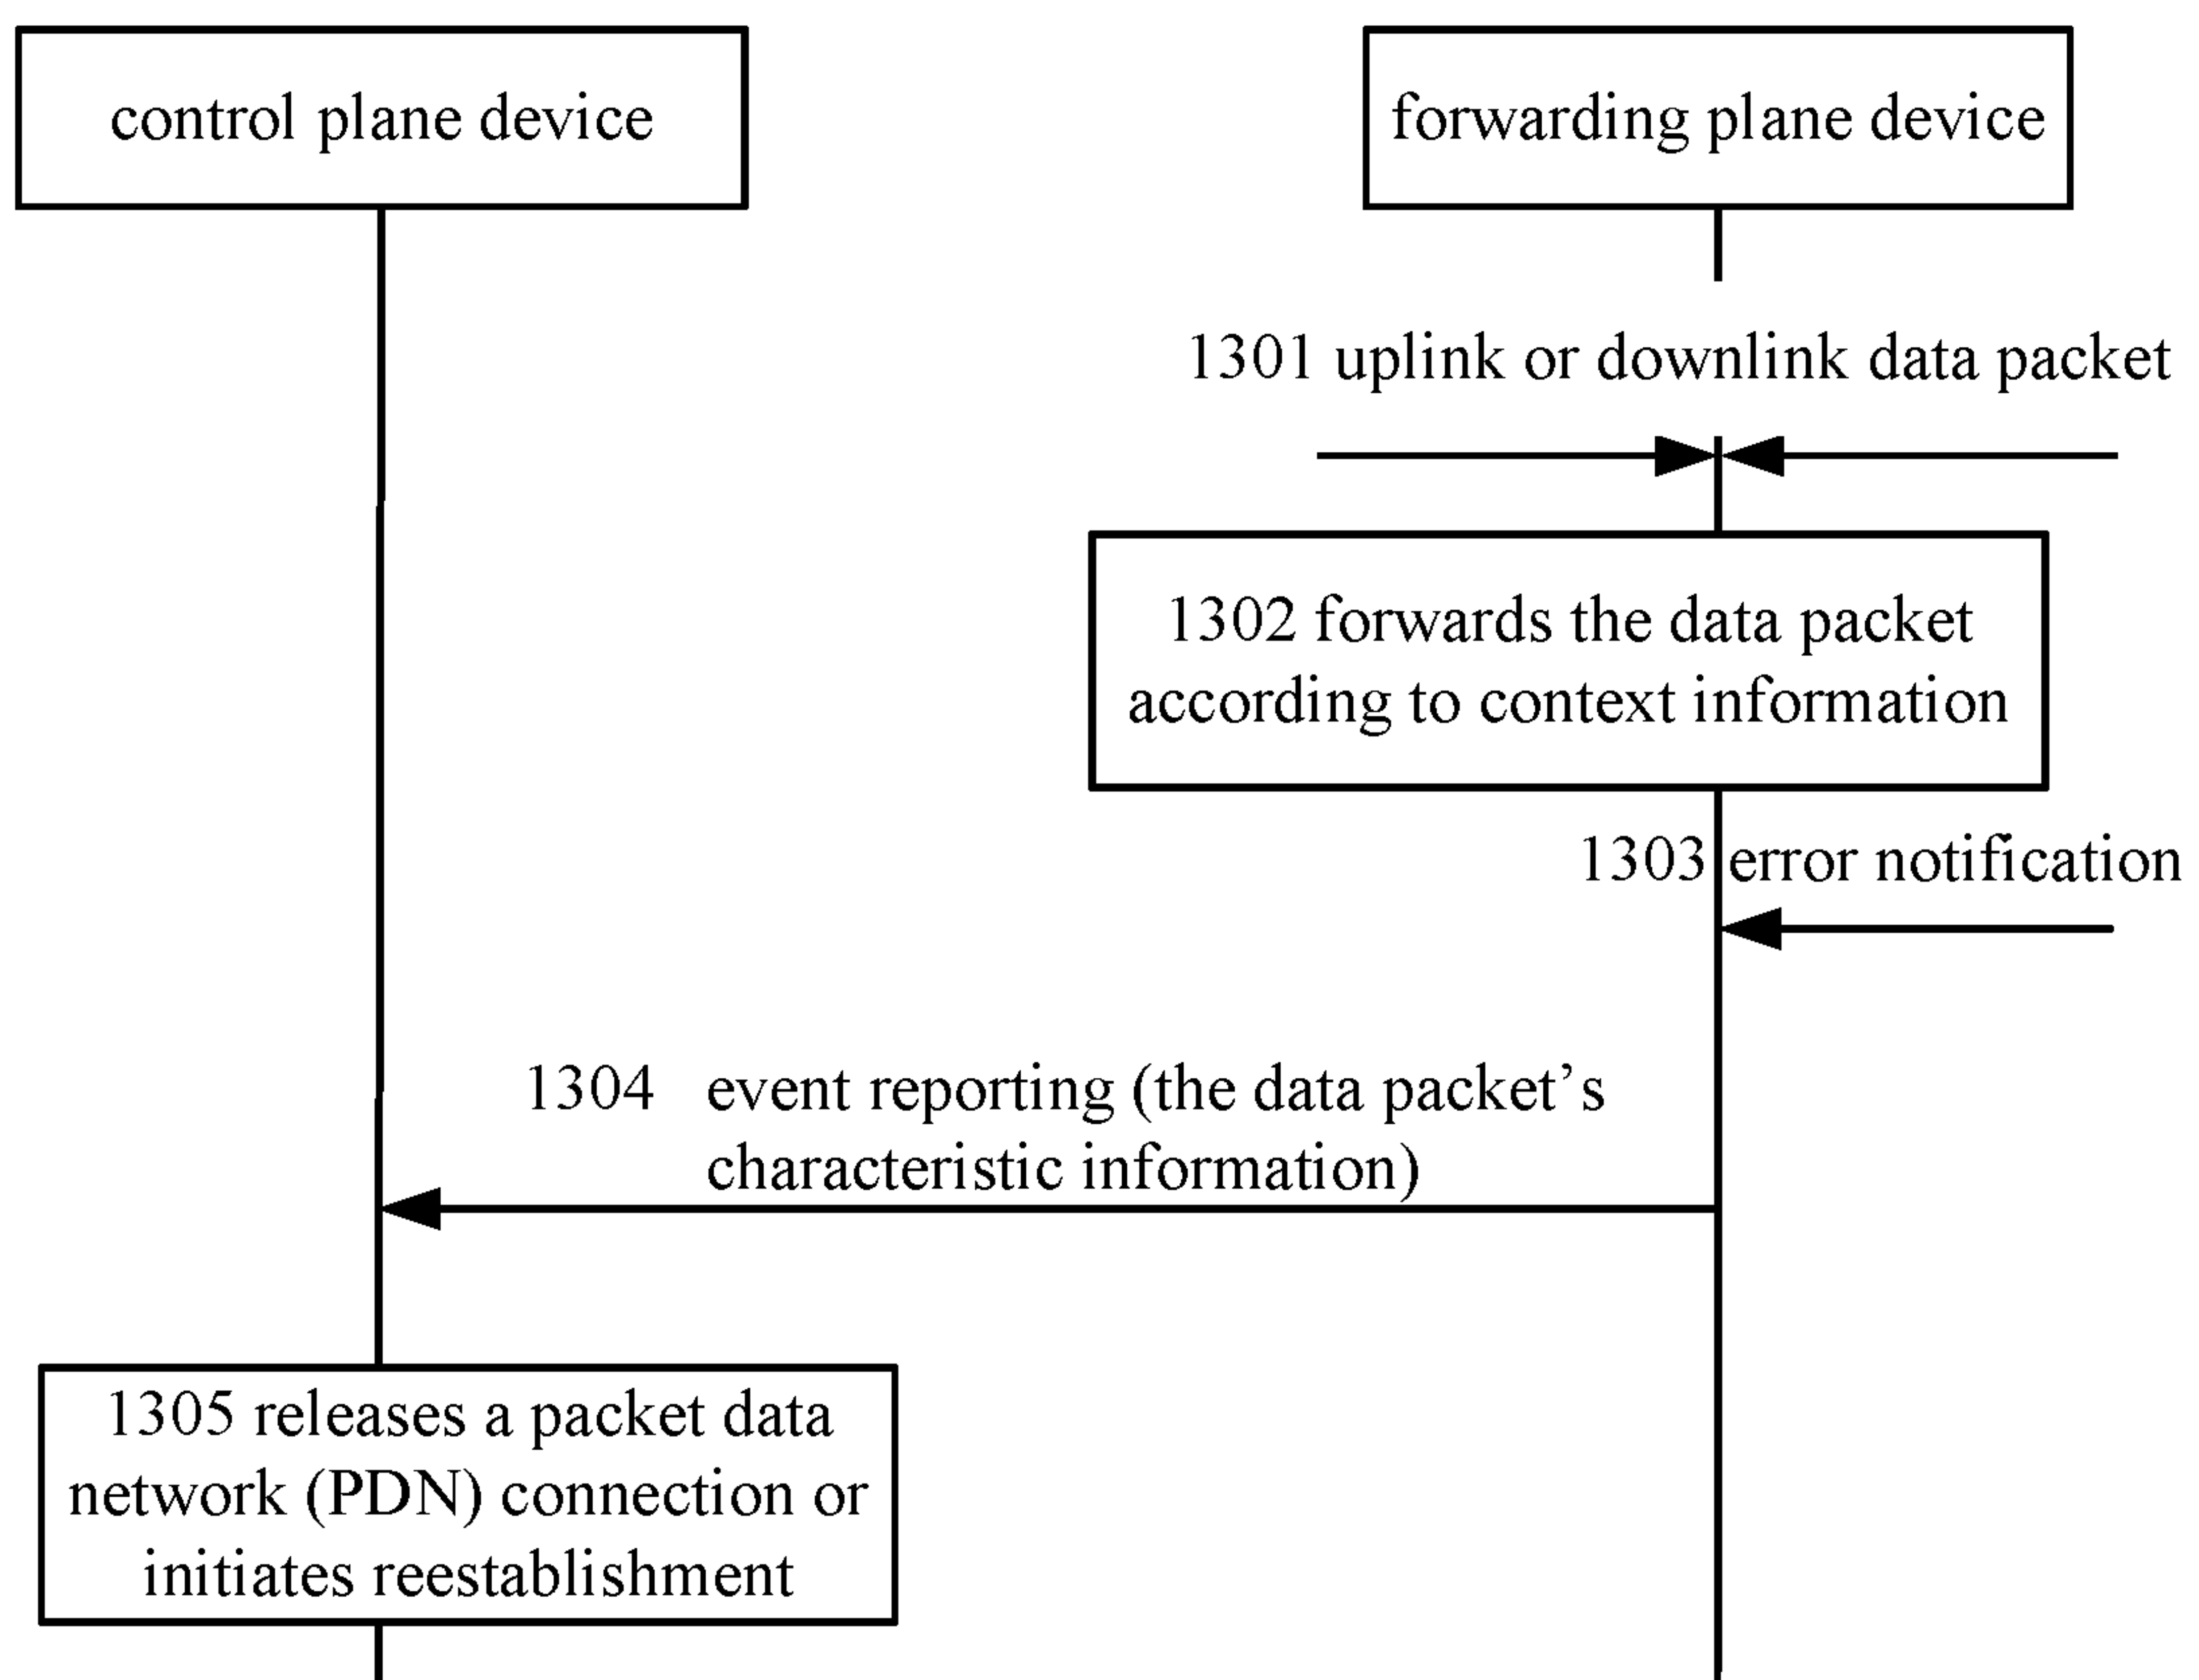 control plane device
forwarding plane device
1301 uplink or downlink data packet
1302 forwards the data packet
according to context information
1303 error notification
1304 event reporting (the data packet’s
characteristic information)
1305 releases a packet data
network (PDN) connection or
initiates reestablishment